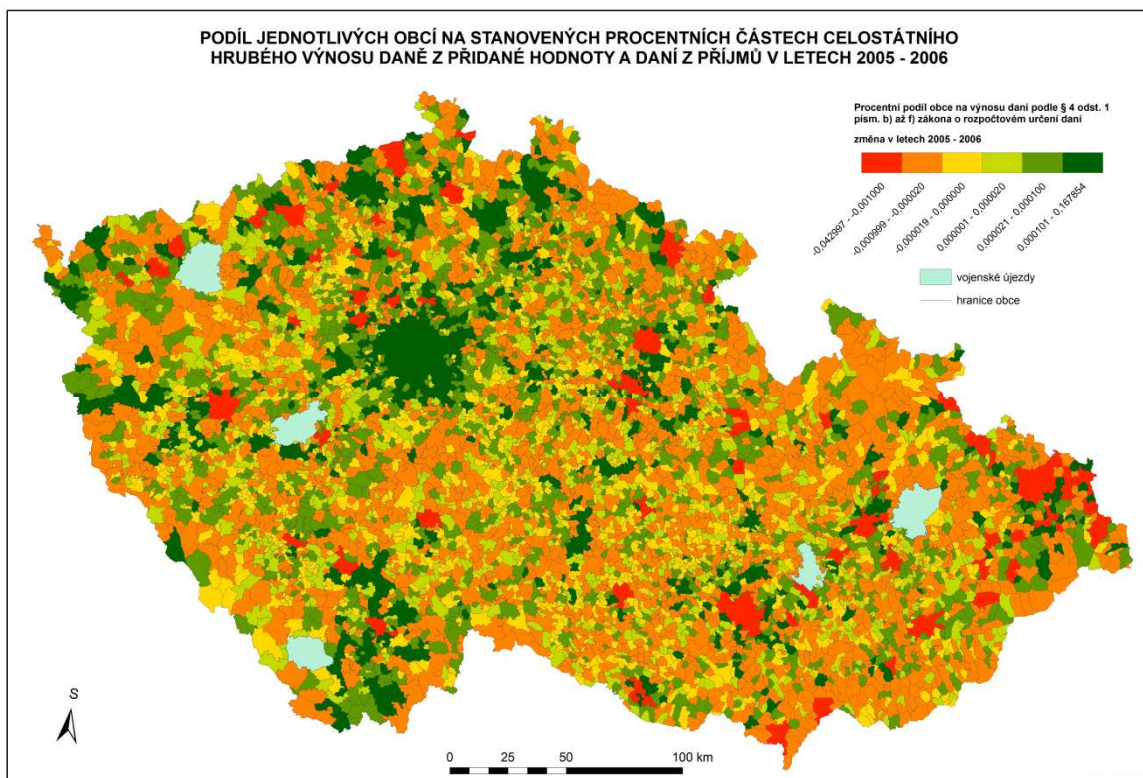 PODÍL JEDNOTLIVÝCH OBCÍ NA STANOVENÝCH PROCENTNÍCH ČÁSTECH CELOSTÁTNÍHO
HRUBÉHO VÝNOSU DANĚ Z PŘIDANÉ HODNOTY A DANÍ Z PŘÍJMŮ V LETECH 2005 - 2006
Procentní podíl obce na výnosu daní podle § 4 odst. 1
písm. b) až f) zákona o rozpočtovém určení daní
změna v letech 2005 - 2006
-0,042997 - -0,001000
-0,000999 - -0,000020
-0,000019 - 0,000000
0,000001 - 0,000020
0,000021 - 0,000100
0,000101 - 0,167854
vojenské újezdy
hranice obce
S
0 25 50 100 km